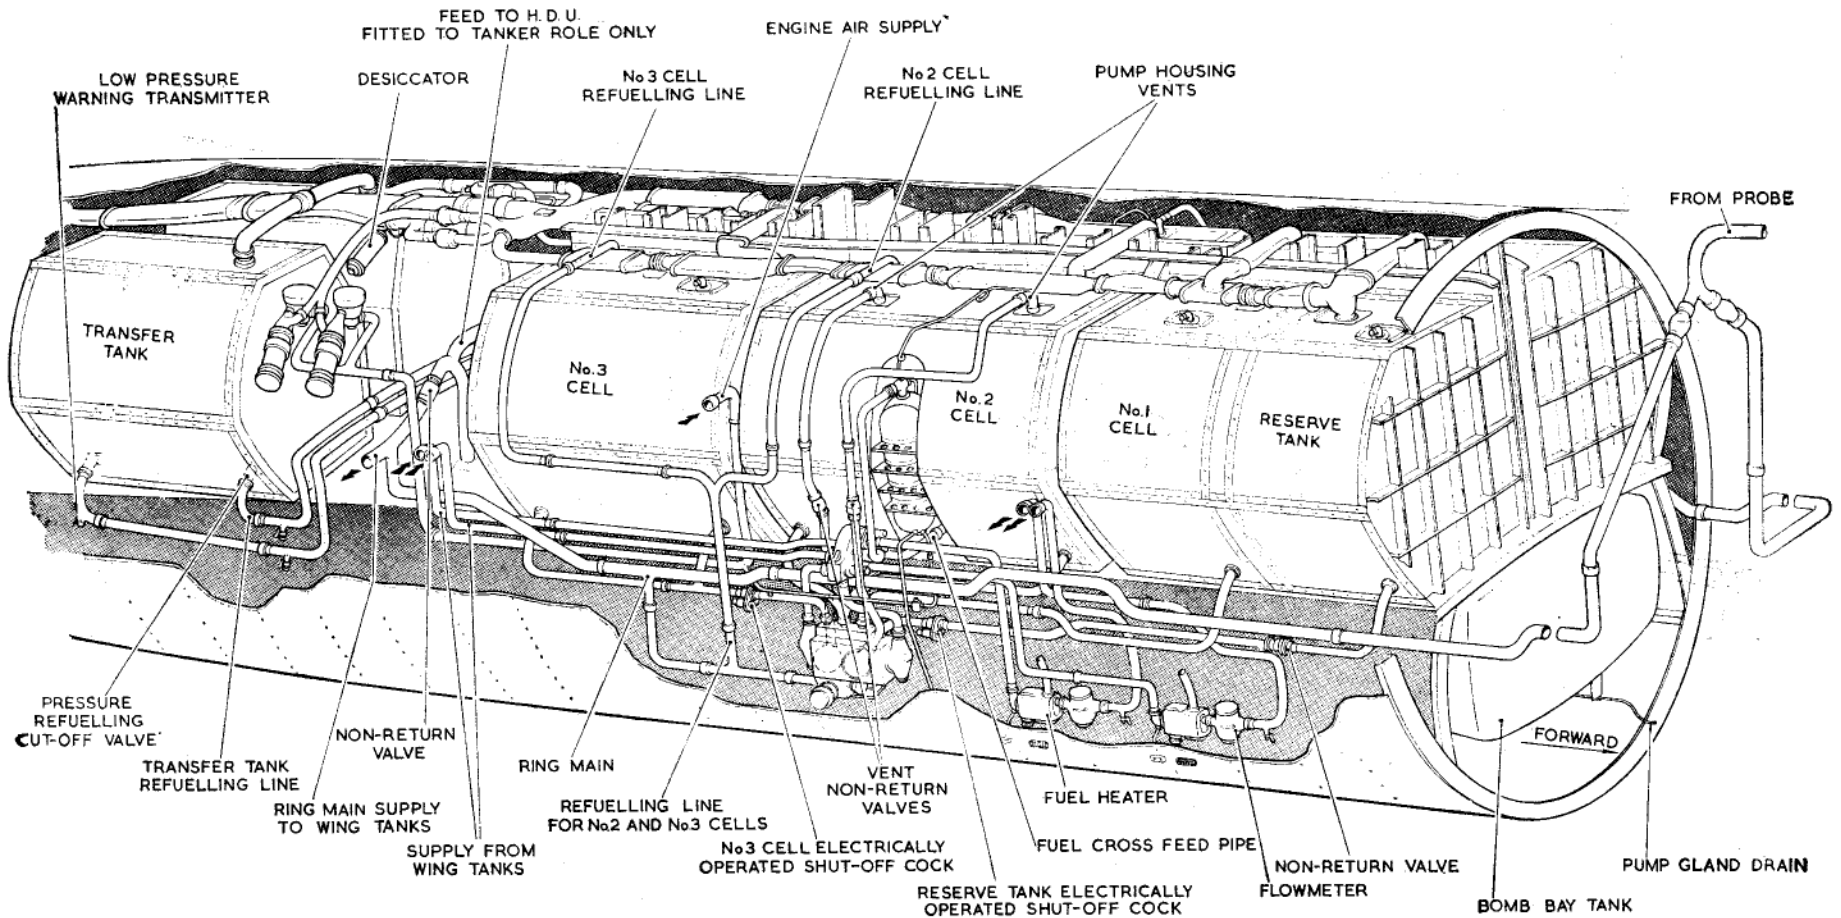 FEED TO H.D.U.
FITTED TO TANKER ROLE ONLY
ENGINE AIR SUPPLY
LOW PRESSURE
WARNING TRANSMITTER
DESICCATOR
No 3 CELL
REFUELLING LINE
No 2 CELL
REFUELLING LINE
PUMP HOUSING
VENTS
FROM PROBE
TRANSFER
TANK
No.3
CELL
No.2
CELL
No.1
CELL
RESERVE
TANK
PRESSURE
REFUELLING
CUT-OFF VALVE
TRANSFER TANK
REFUELLING LINE
NON-RETURN
VALVE
RING MAIN SUPPLY
TO WING TANKS
SUPPLY FROM
WING TANKS
RING MAIN
REFUELLING LINE
FOR No.2 AND No.3 CELLS
No 3 CELL ELECTRICALLY
OPERATED SHUT-OFF COCK
VENT
NON-RETURN
VALVES
RESERVE TANK ELECTRICALLY
OPERATED SHUT-OFF COCK
FUEL HEATER
FUEL CROSS FEED PIPE
FLOWMETER
NON-RETURN VALVE
FORWARD
BOMB BAY TANK
PUMP GLAND DRAIN